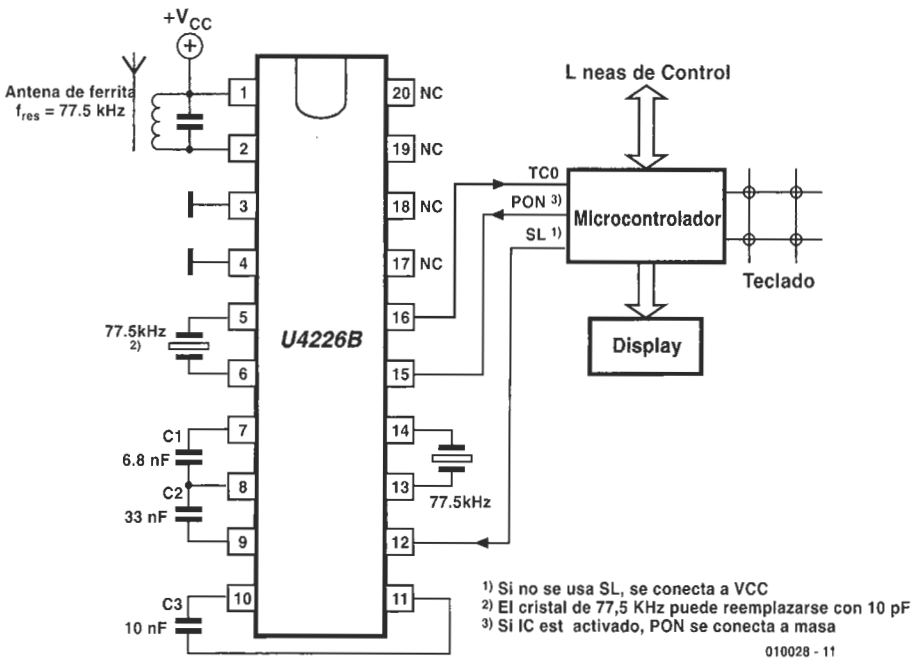 +VCC
Antena de ferrita
fres = 77.5 kHz
1
2
3
4
5
6
7
8
9
10
20 NC
19 NC
18 NC
17 NC
16
15
14
13
12
11
U4226B
77.5kHz
2)
C1
6.8 nF
C2
33 nF
C3
10 nF
77.5kHz
L neas de Control
TC0
PON 3)
SL 1)
Microcontrolador
Teclado
Display
1) Si no se usa SL, se conecta a VCC
2) El cristal de 77,5 KHz puede reemplazarse con 10 pF
3) Si IC est activado, PON se conecta a masa
010028 - 11